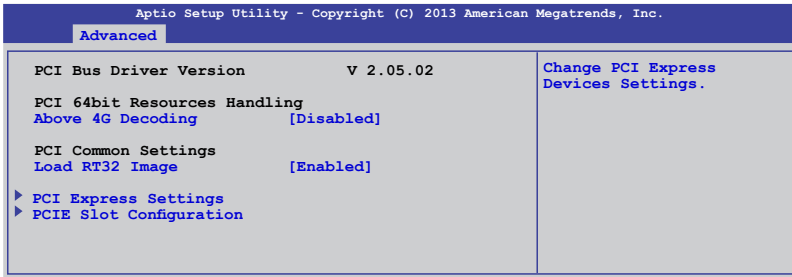 Aptio Setup Utility - Copyright (C) 2013 American Megatrends, Inc.
Advanced
PCI Bus Driver Version V 2.05.02
PCI 64bit Resources Handling
Above 4G Decoding [Disabled]
PCI Common Settings
Load RT32 Image [Enabled]
PCI Express Settings
PCIE Slot Configuration
Change PCI Express
Devices Settings.